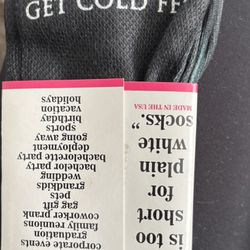 GET COLD
is too
short
for
plain
white
socks.”
MADE IN THE USA
corporate events
graduation
family reunions
coworker prank
gag gift
pets
grandkids
wedding
bachelor party
bachelorette party
deployment
going away
sports
birthday
vacation
holidays